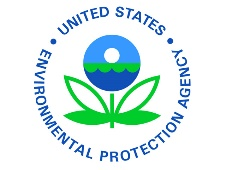 UNITED STATES
ENVIRONMENTAL PROTECTION AGENCY